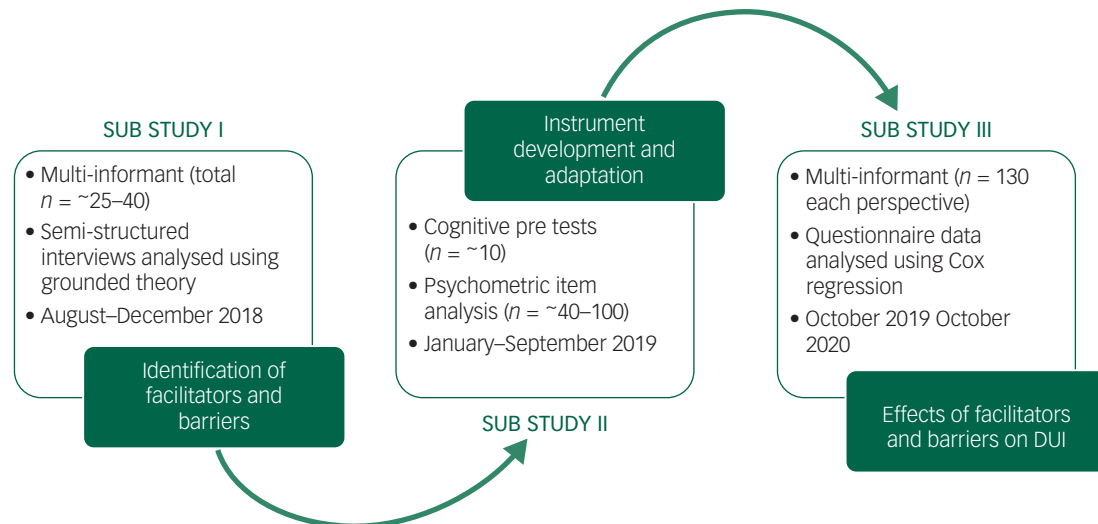 SUB STUDY I
• Multi-informant (total
n = ~25–40)
• Semi-structured
interviews analysed using
grounded theory
• August–December 2018
Identification of
facilitators and
barriers
Instrument
development and
adaptation
• Cognitive pre tests
(n = ~10)
• Psychometric item
analysis (n = ~40–100)
• January–September 2019
SUB STUDY II
SUB STUDY III
• Multi-informant (n = 130
each perspective)
• Questionnaire data
analysed using Cox
regression
• October 2019 October
2020
Effects of facilitators
and barriers on DUI